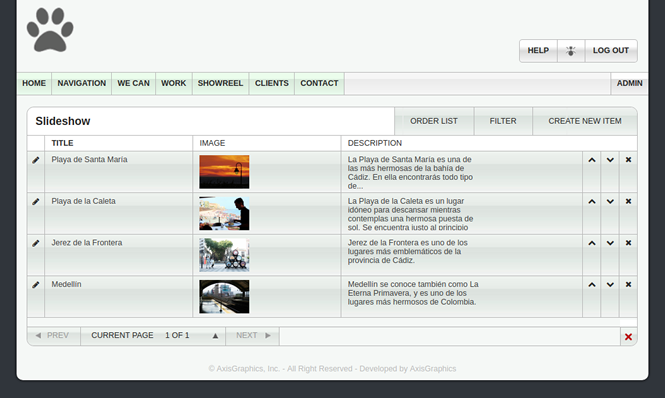 HELP
LOG OUT
HOME
NAVIGATION
WE CAN
WORK
SHOWREEL
CLIENTS
CONTACT
ADMIN
Slideshow
ORDER LIST
FILTER
CREATE NEW ITEM
TITLE
IMAGE
DESCRIPTION
Playa de Santa María
La Playa de Santa María es una de
las más hermosas de la bahía de
Cádiz. En ella encontrarás todo tipo
de...
Playa de la Caleta
La Playa de la Caleta es un lugar
idóneo para descansar mientras
contemplas una hermosa puesta de
sol. Se encuentra justo al principio
Jerez de la Frontera
Jerez de la Frontera es uno de los
lugares más emblemáticos de la
provincia de Cádiz.
Medellín
Medellín se conoce también como La
Eterna Primavera, y es uno de los
lugares más hermosos de Colombia.
PREV
CURRENT PAGE 1 OF 1
NEXT
© AxisGraphics, Inc. - All Right Reserved - Developed by AxisGraphics